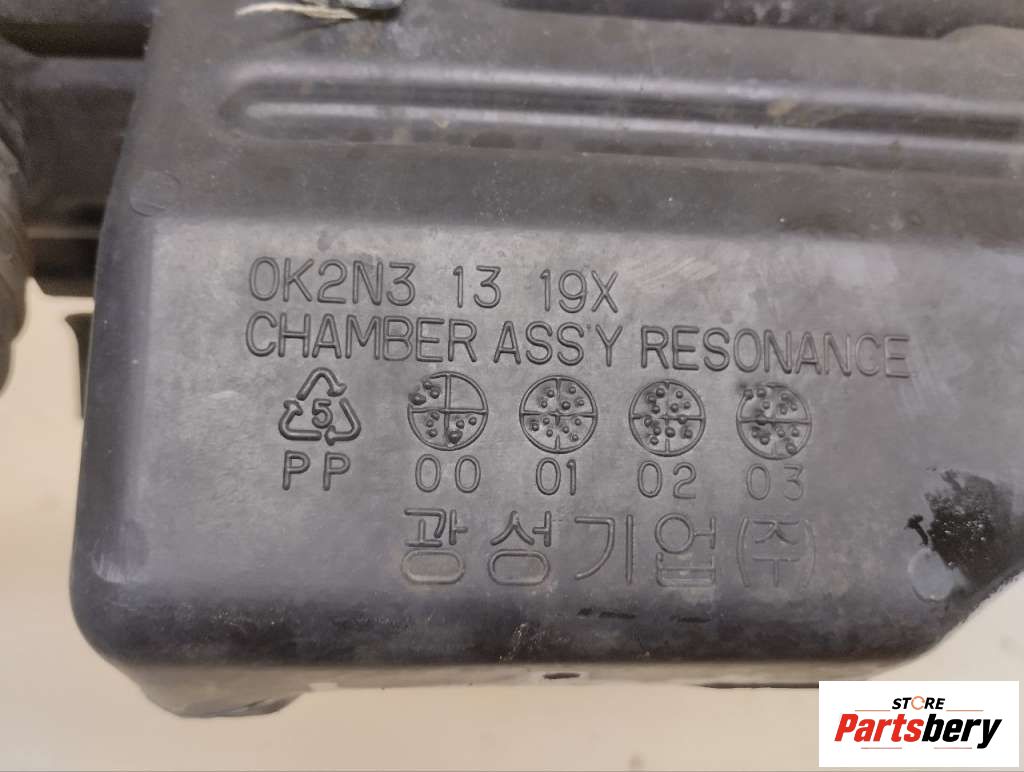 0K2N3 13 19X
CHAMBER ASS'Y RESONANCE
5
PP 00 01 02 03
광성기업(주)
STORE
Partsbery